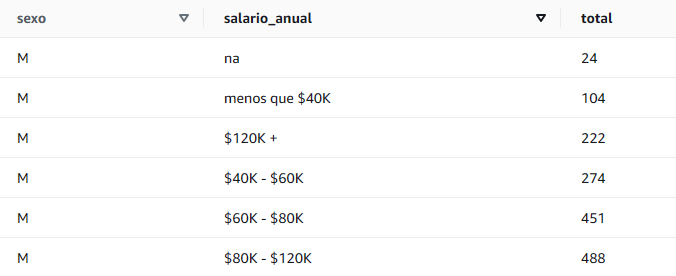 sexo salario_anual total
M na 24
M menos que $40K 104
M $120K + 222
M $40K - $60K 274
M $60K - $80K 451
M $80K - $120K 488